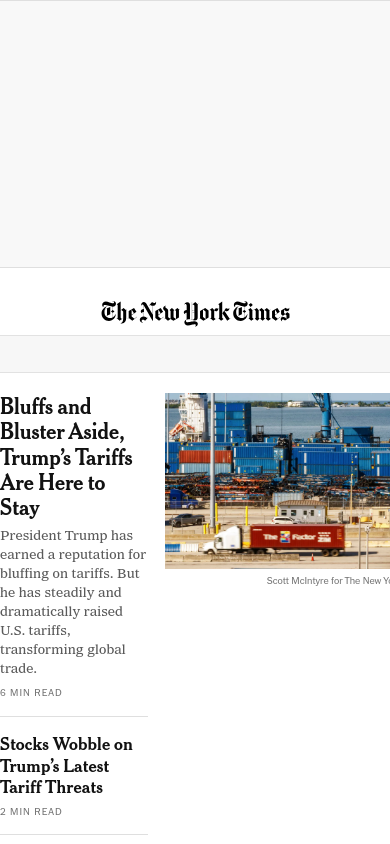 The New York Times
Bluffs and
Bluster Aside,
Trump's Tariffs
Are Here to
Stay
President Trump has
earned a reputation for
bluffing on tariffs. But
he has steadily and
dramatically raised
U.S. tariffs,
transforming global
trade.
6 MIN READ
The Factor
Scott McIntyre for The New Yo
Stocks Wobble on
Trump's Latest
Tariff Threats
2 MIN READ